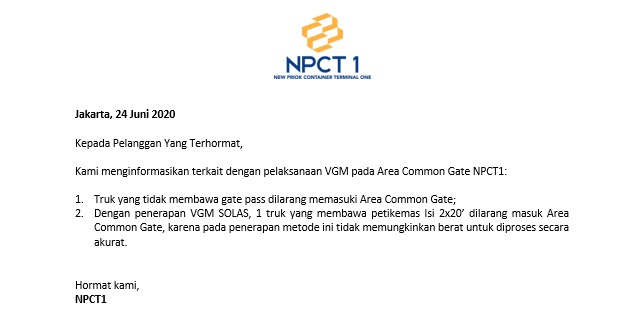 NPCT 1
NEW PRIOK CONTAINER TERMINAL ONE
Jakarta, 24 Juni 2020
Kepada Pelanggan Yang Terhormat,
Kami menginformasikan terkait dengan pelaksanaan VGM pada Area Common Gate NPCT1:
1. Truk yang tidak membawa gate pass dilarang memasuki Area Common Gate;
2. Dengan penerapan VGM SOLAS, 1 truk yang membawa petikemas Isi 2x20’ dilarang masuk Area
Common Gate, karena pada penerapan metode ini tidak memungkinkan berat untuk diproses secara
akurat.
Hormat kami,
NPCT1